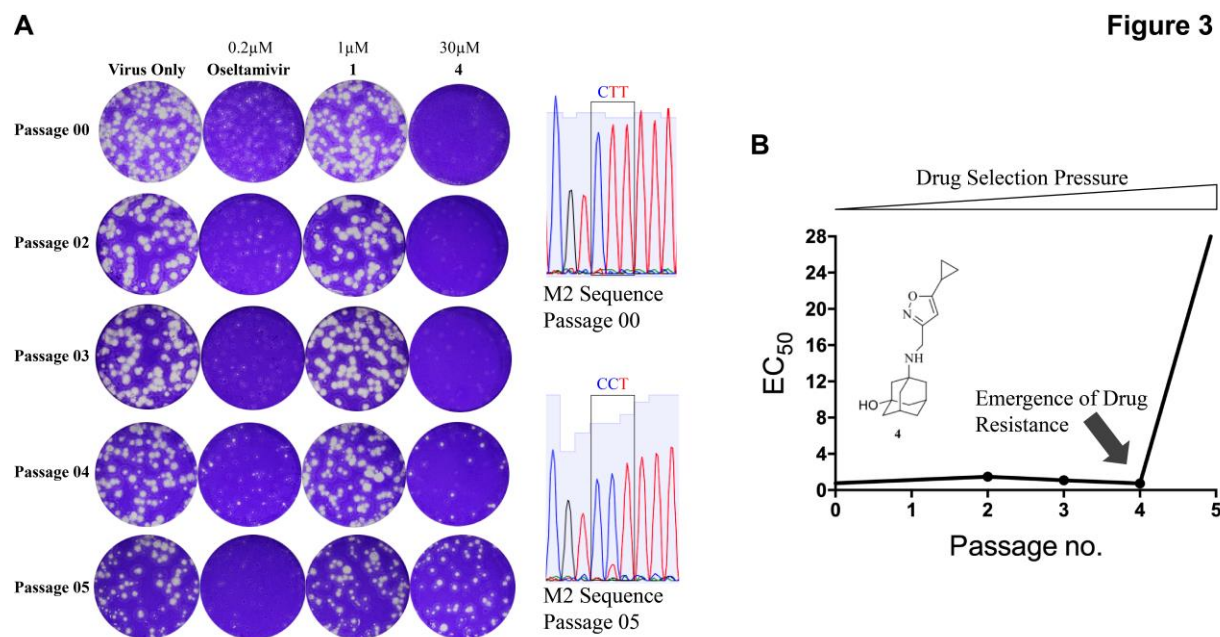 Figure 3
A
0.2µM 1µM 30µM
Virus Only Oseltamivir 1 4
Passage 00
Passage 02
Passage 03
Passage 04
Passage 05
CTT
M2 Sequence
Passage 00
CCT
M2 Sequence
Passage 05
B
Drug Selection Pressure
EC50
28
24
20
16
12
8
4
0
O
N
NH
HO
4
Emergence of Drug
Resistance
0 1 2 3 4 5
Passage no.